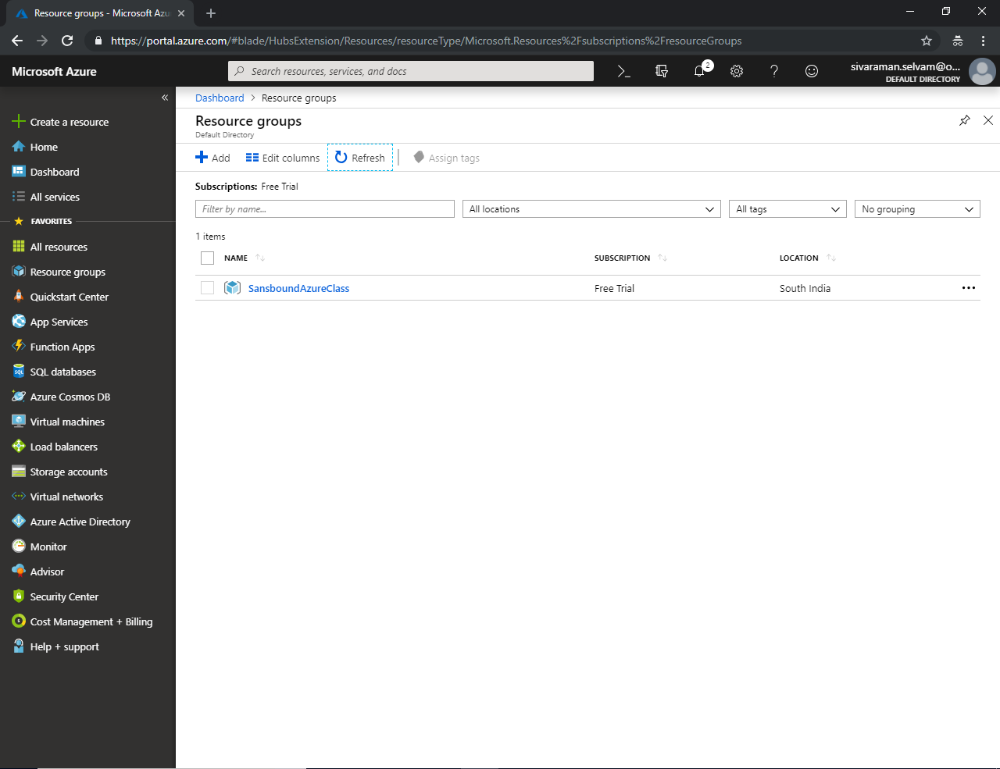 Resource groups - Microsoft Azu
https://portal.azure.com/#blade/HubsExtension/Resources/resourceType/Microsoft.Resources%2Fsubscriptions%2FresourceGroups
Microsoft Azure
Search resources, services, and docs
2
sivaraman.selvam@o...
DEFAULT DIRECTORY
Create a resource
Home
Dashboard
All services
FAVORITES
All resources
Resource groups
Quickstart Center
App Services
Function Apps
SQL databases
Azure Cosmos DB
Virtual machines
Load balancers
Storage accounts
Virtual networks
Azure Active Directory
Monitor
Advisor
Security Center
Cost Management + Billing
Help + support
Dashboard > Resource groups
Resource groups
Default Directory
Add Edit columns Refresh Assign tags
Subscriptions: Free Trial
Filter by name... All locations All tags No grouping
1 items
NAME SUBSCRIPTION LOCATION
SansboundAzureClass Free Trial South India